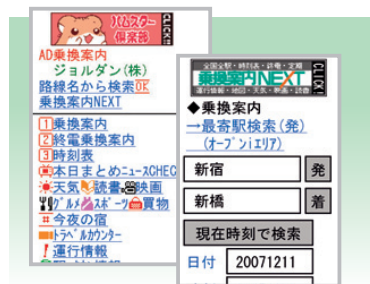 ハムスター
倶楽部
CLICK!
AD乗換案内
ジョルダン(株)
路線名から検索OK
乗換案内NEXT
1乗換案内
2終電乗換案内
3時刻表
本日まとめニュースCHEC
天気読書映画
グルメスポーツ買物
今夜の宿
トラベルカウンター
運行情報
全国全駅・時刻表・終電・定期
乗換案内NEXT
運行情報・地図・天気・映画・読書
CLICK!
◆乗換案内
→最寄駅検索(発)
(オープンiエリア)
新宿 発
新橋 着
現在時刻で検索
日付 20071211